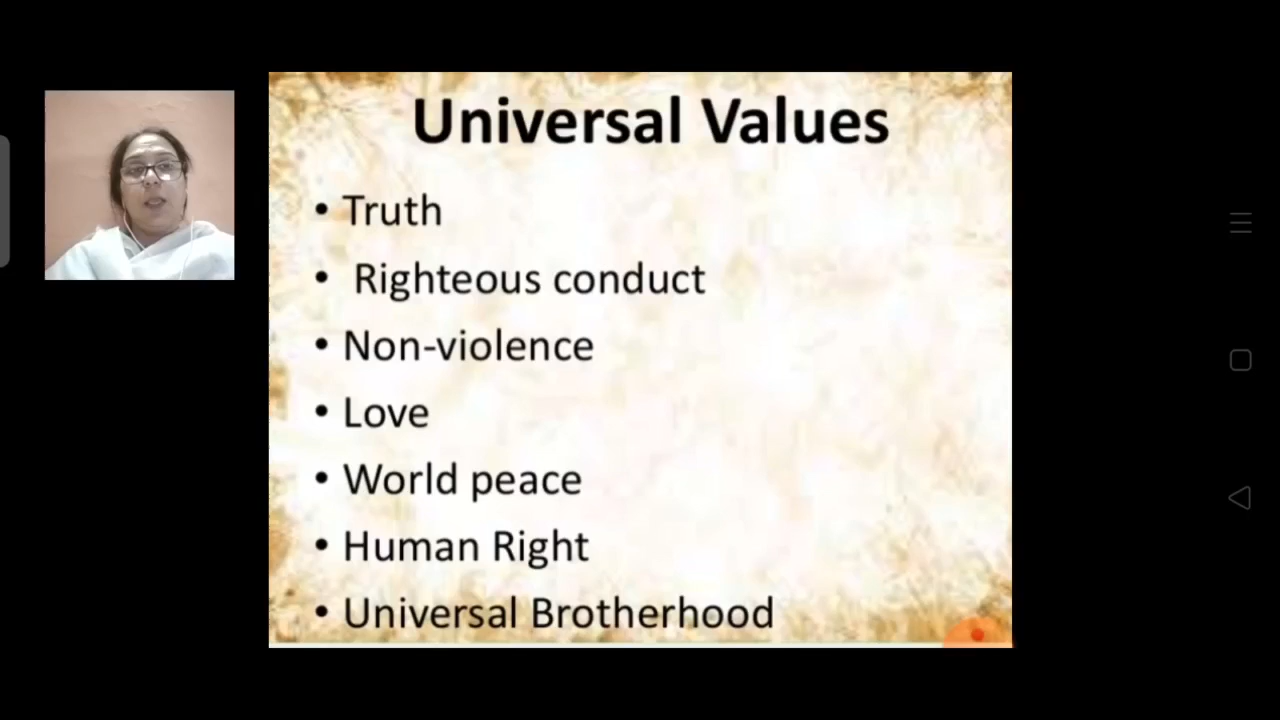 Universal Values
• Truth
• Righteous conduct
• Non-violence
• Love
• World peace
• Human Right
• Universal Brotherhood